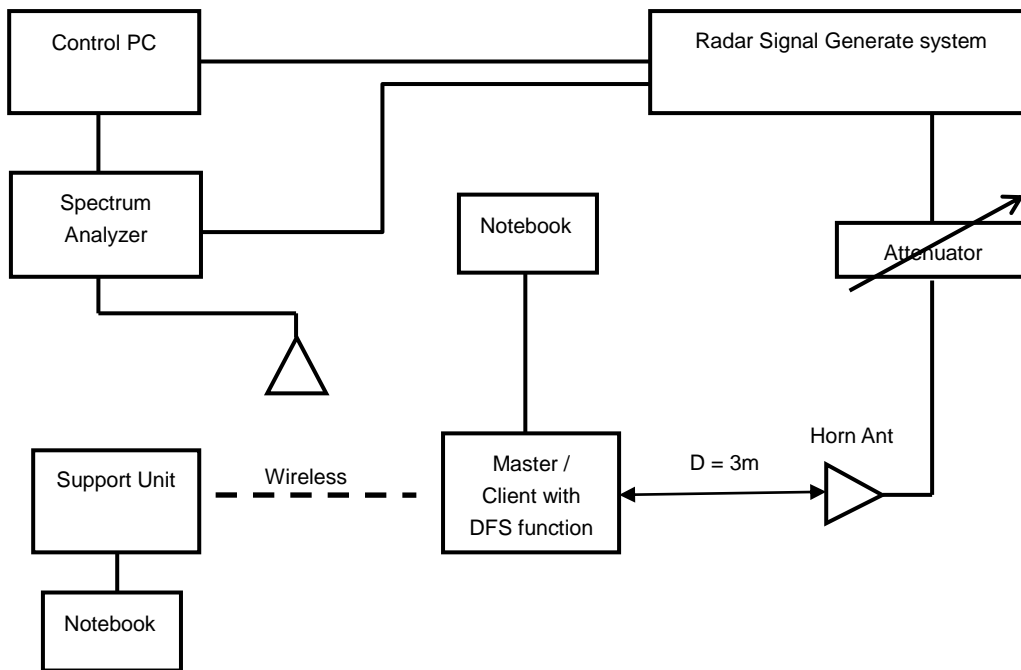 Control PC
Radar Signal Generate system
Spectrum
Analyzer
Notebook
Attenuator
Horn Ant
Support Unit
Wireless
Master /
Client with
DFS function
D = 3m
Notebook